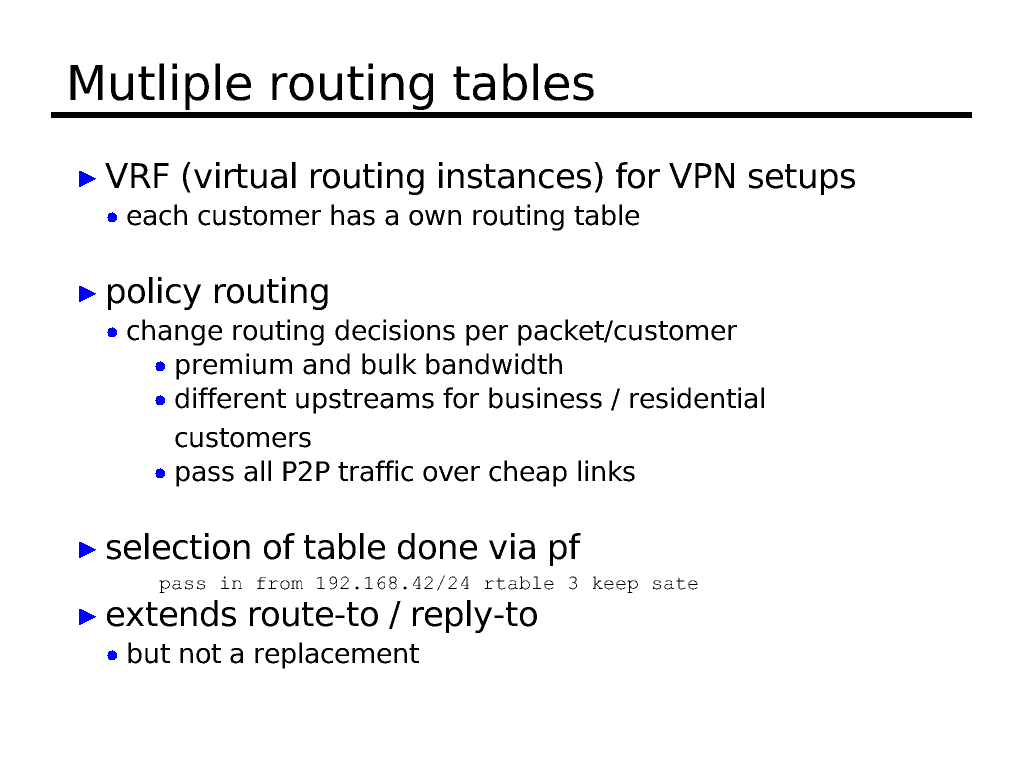 Mutliple routing tables
VRF (virtual routing instances) for VPN setups
each customer has a own routing table
policy routing
change routing decisions per packet/customer
premium and bulk bandwidth
different upstreams for business / residential
customers
pass all P2P traffic over cheap links
selection of table done via pf
pass in from 192.168.42/24 rtable 3 keep sate
extends route-to / reply-to
but not a replacement